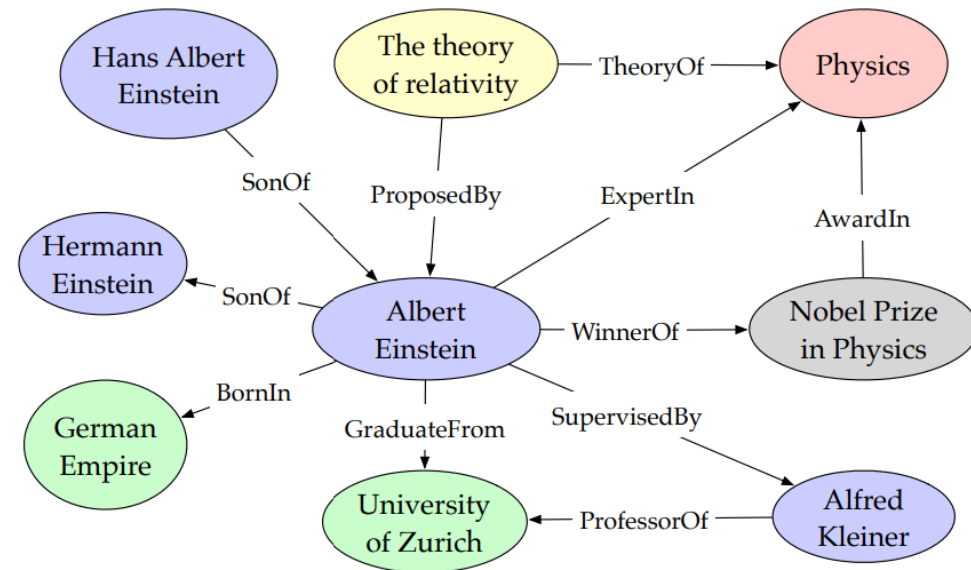 Hans Albert
Einstein
The theory
of relativity
TheoryOf
Physics
SonOf
ProposedBy
ExpertIn
AwardIn
Hermann
Einstein
SonOf
Albert
Einstein
WinnerOf
Nobel Prize
in Physics
BornIn
German
Empire
GraduateFrom
SupervisedBy
University
of Zurich
ProfessorOf
Alfred
Kleiner